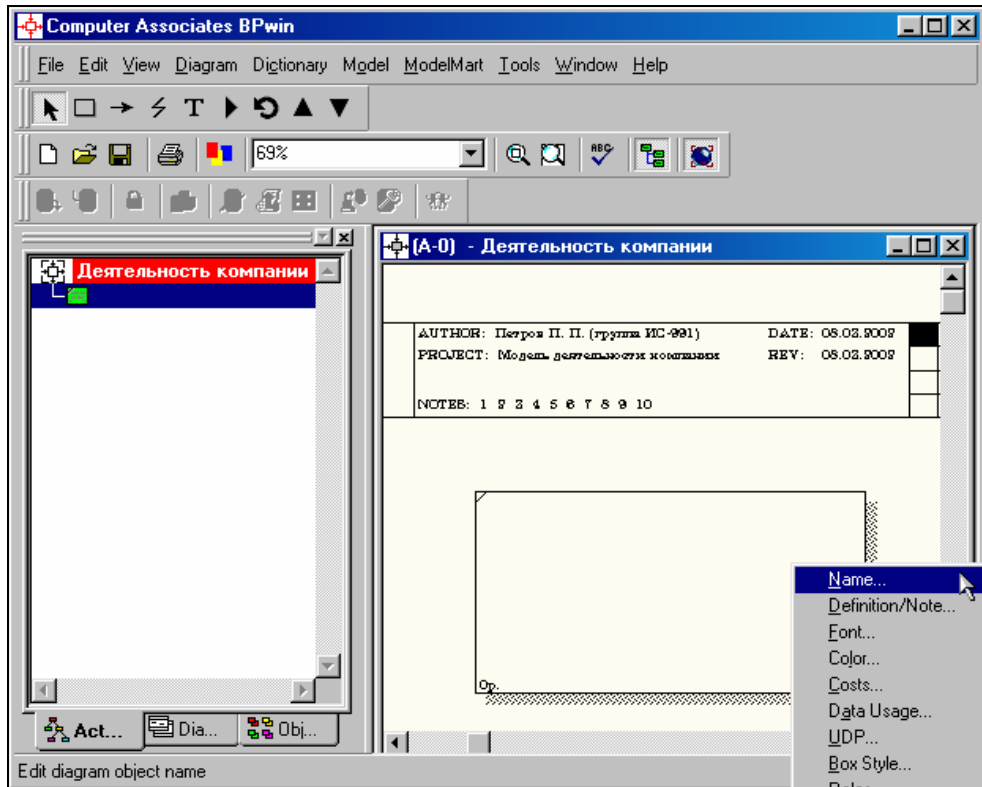 Computer Associates BPwin
File Edit View Diagram Dictionary Model ModelMart Tools Window Help
69%
Деятельность компании
(A-0) - Деятельность компании
AUTHOR: Петров П. П. (группа ИС-991)
DATE: 08.02.2002
PROJECT: Модель деятельности компании
REV: 08.02.2002
NOTES: 1 2 3 4 5 6 7 8 9 10
0р.
Name...
Definition/Note...
Font...
Color...
Costs...
Data Usage...
UDP...
Box Style...
Act...
Dia...
Obj...
Edit diagram object name